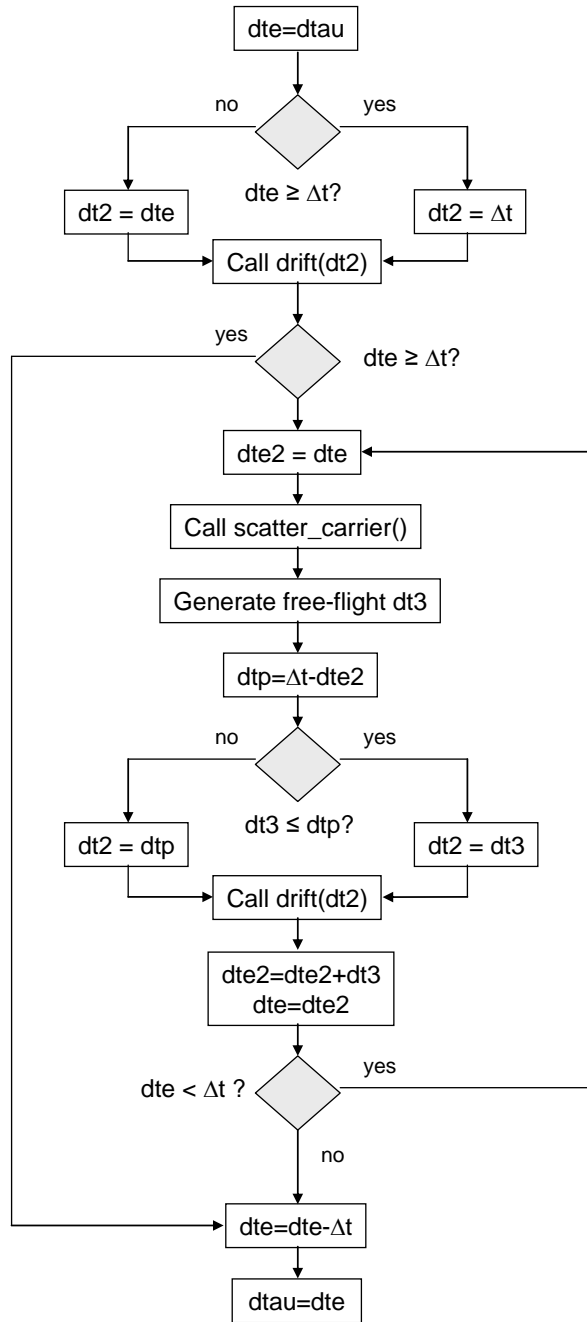 dte=dtau
no
yes
dte ≥ Δt?
dt2 = dte
dt2 = Δt
Call drift(dt2)
yes
dte ≥ Δt?
dte2 = dte
Call scatter_carrier()
Generate free-flight dt3
dtp=Δt-dte2
no
yes
dt3 ≤ dtp?
dt2 = dtp
dt2 = dt3
Call drift(dt2)
dte2=dte2+dt3
dte=dte2
dte < Δt ?
yes
no
dte=dte-Δt
dtau=dte